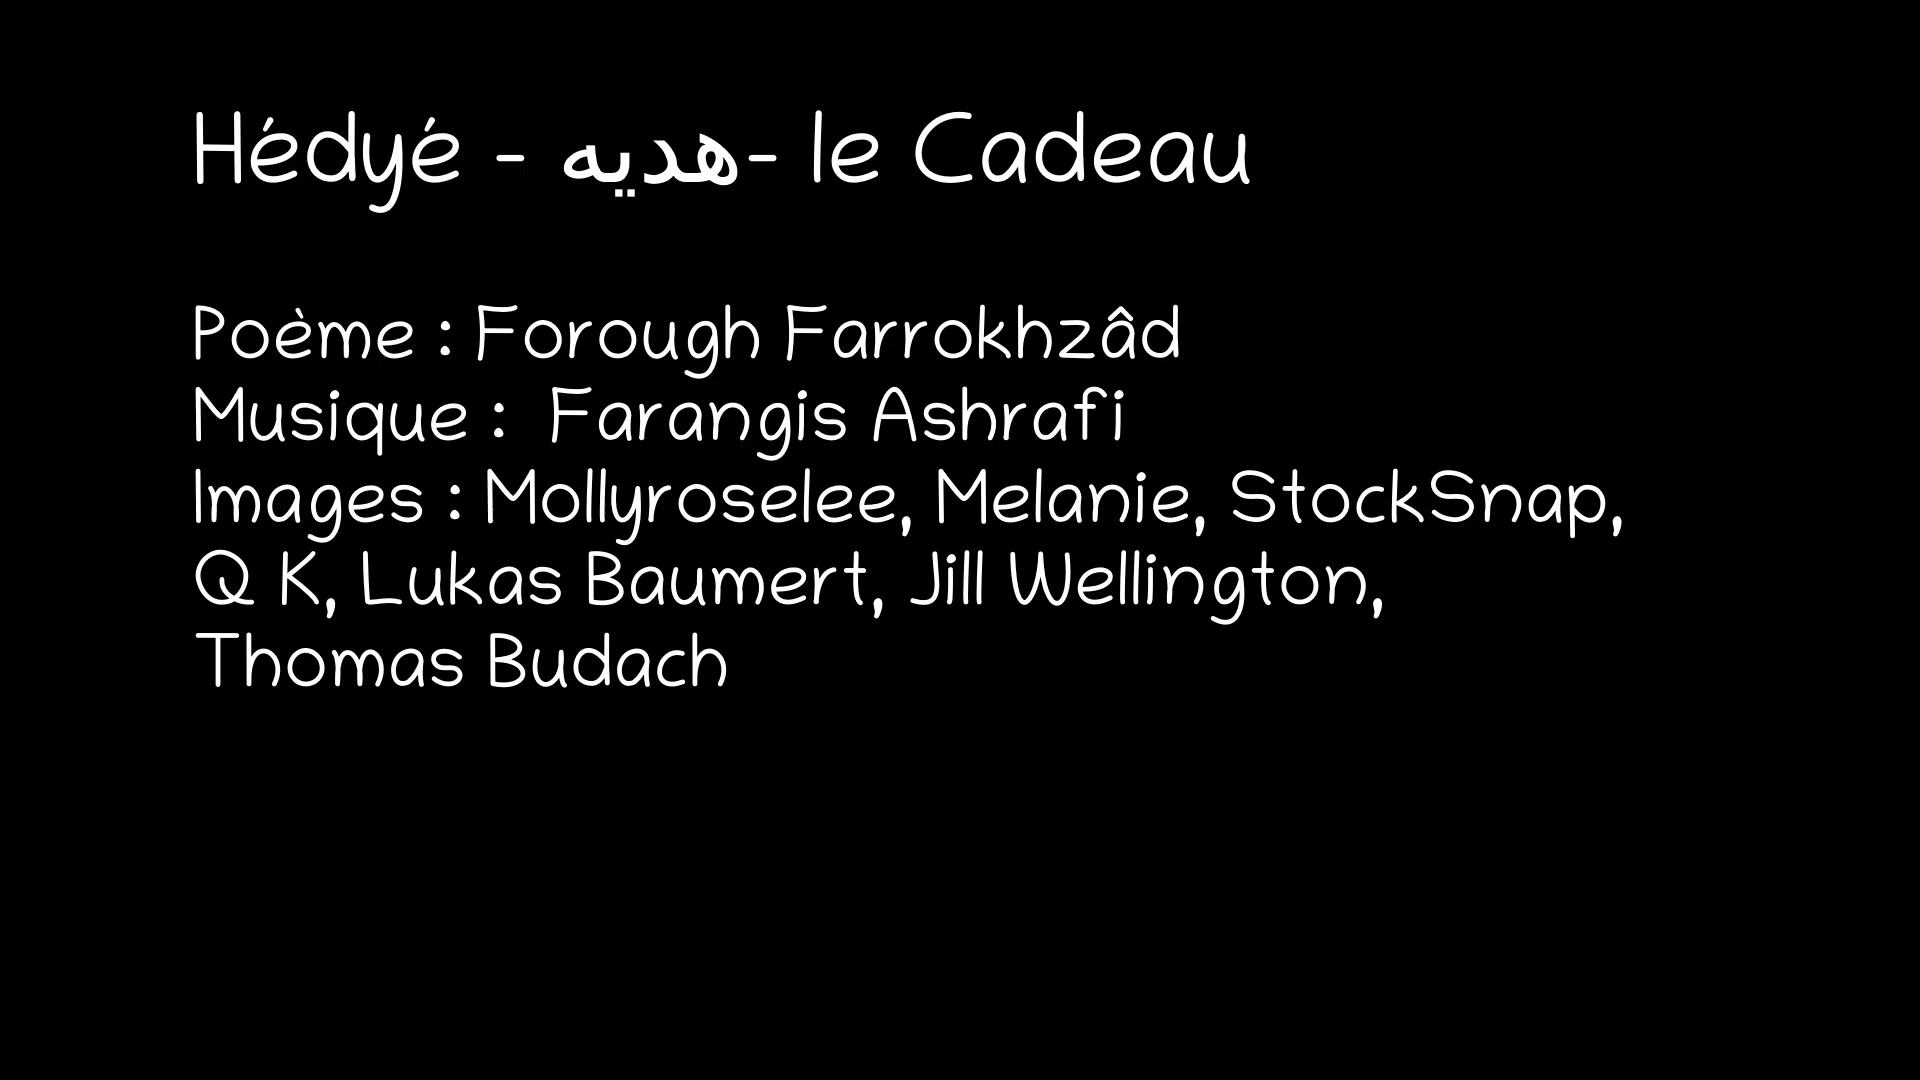 Hédyé - هدیه- le Cadeau
Poème : Forough Farrokhzâd
Musique :  Farangis Ashrafi
Images : Mollyroselee, Melanie, StockSnap,
Q K, Lukas Baumert, Jill Wellington,
Thomas Budach